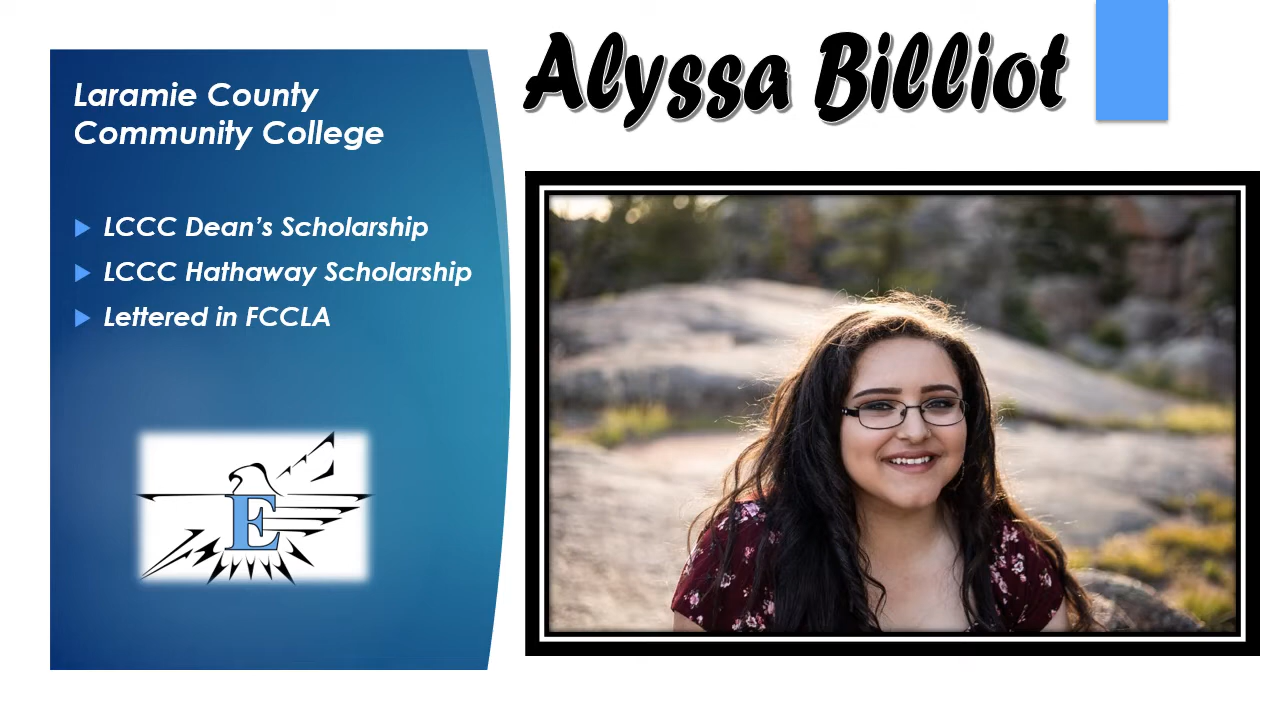 Alyssa Billiot
Laramie County
Community College
LCCC Dean’s Scholarship
LCCC Hathaway Scholarship
Lettered in FCCLA
E